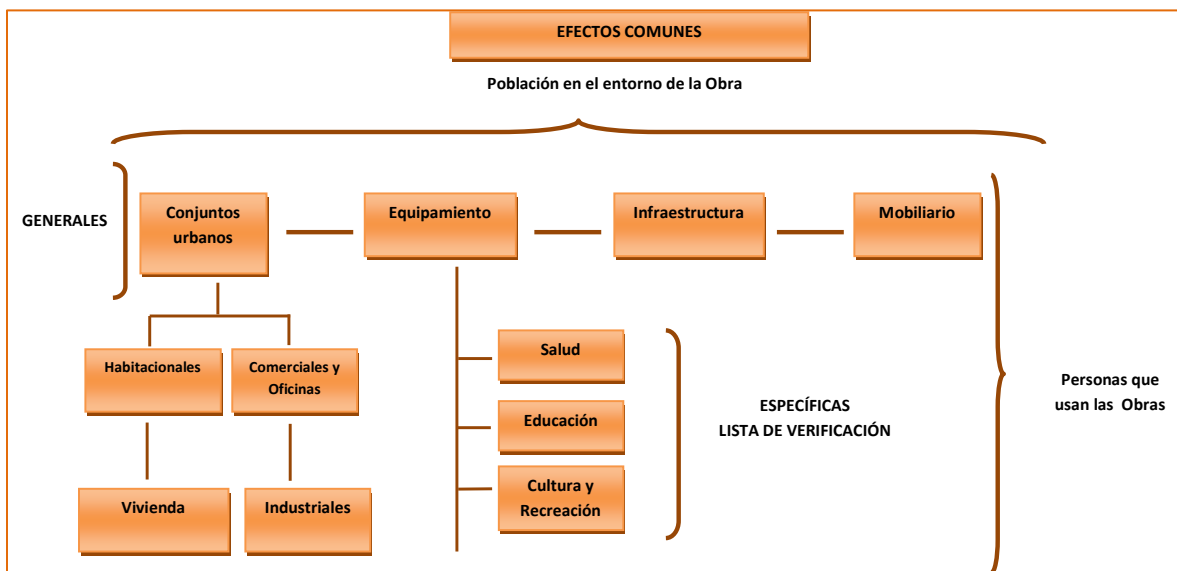 EFECTOS COMUNES
Población en el entorno de la Obra
GENERALES
Conjuntos
urbanos
Equipamiento
Infraestructura
Mobiliario
Habitacionales
Comerciales y
Oficinas
Vivienda
Industriales
Salud
Educación
Cultura y
Recreación
ESPECÍFICAS
LISTA DE VERIFICACIÓN
Personas que
usan las Obras